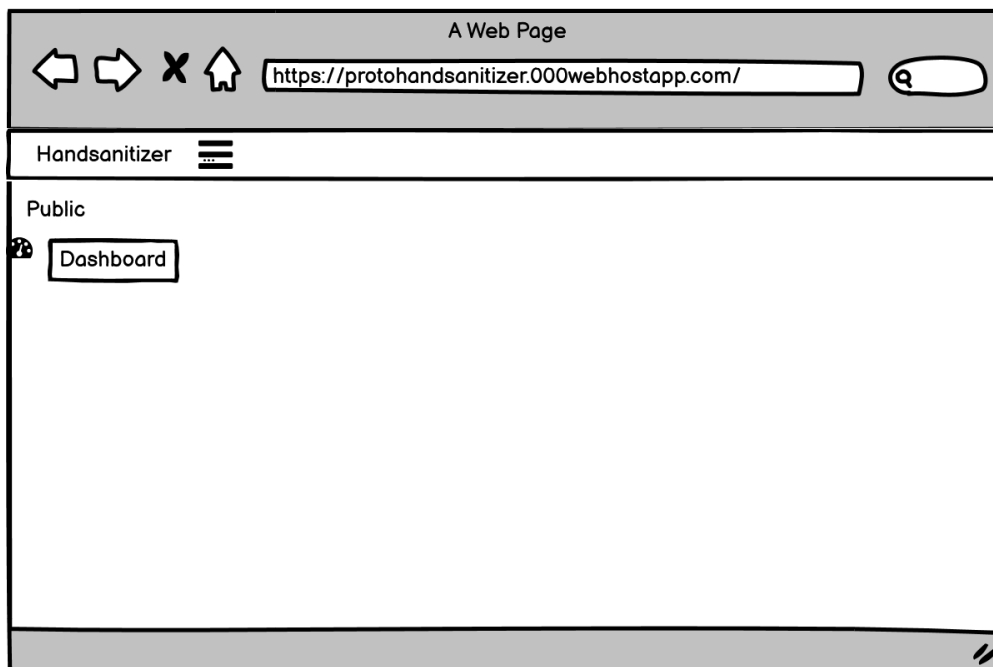 A Web Page
https://protohandsanitizer.000webhostapp.com/
Handsanitizer
Public
Dashboard